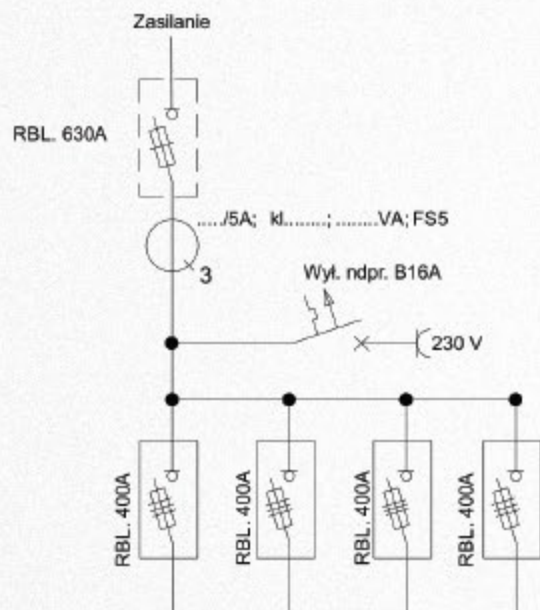 Zasilanie
RBL. 630A
...../5A; kl.........; ........VA; FS5
3
Wył. ndpr. B16A
230 V
RBL. 400A
RBL. 400A
RBL. 400A
RBL. 400A